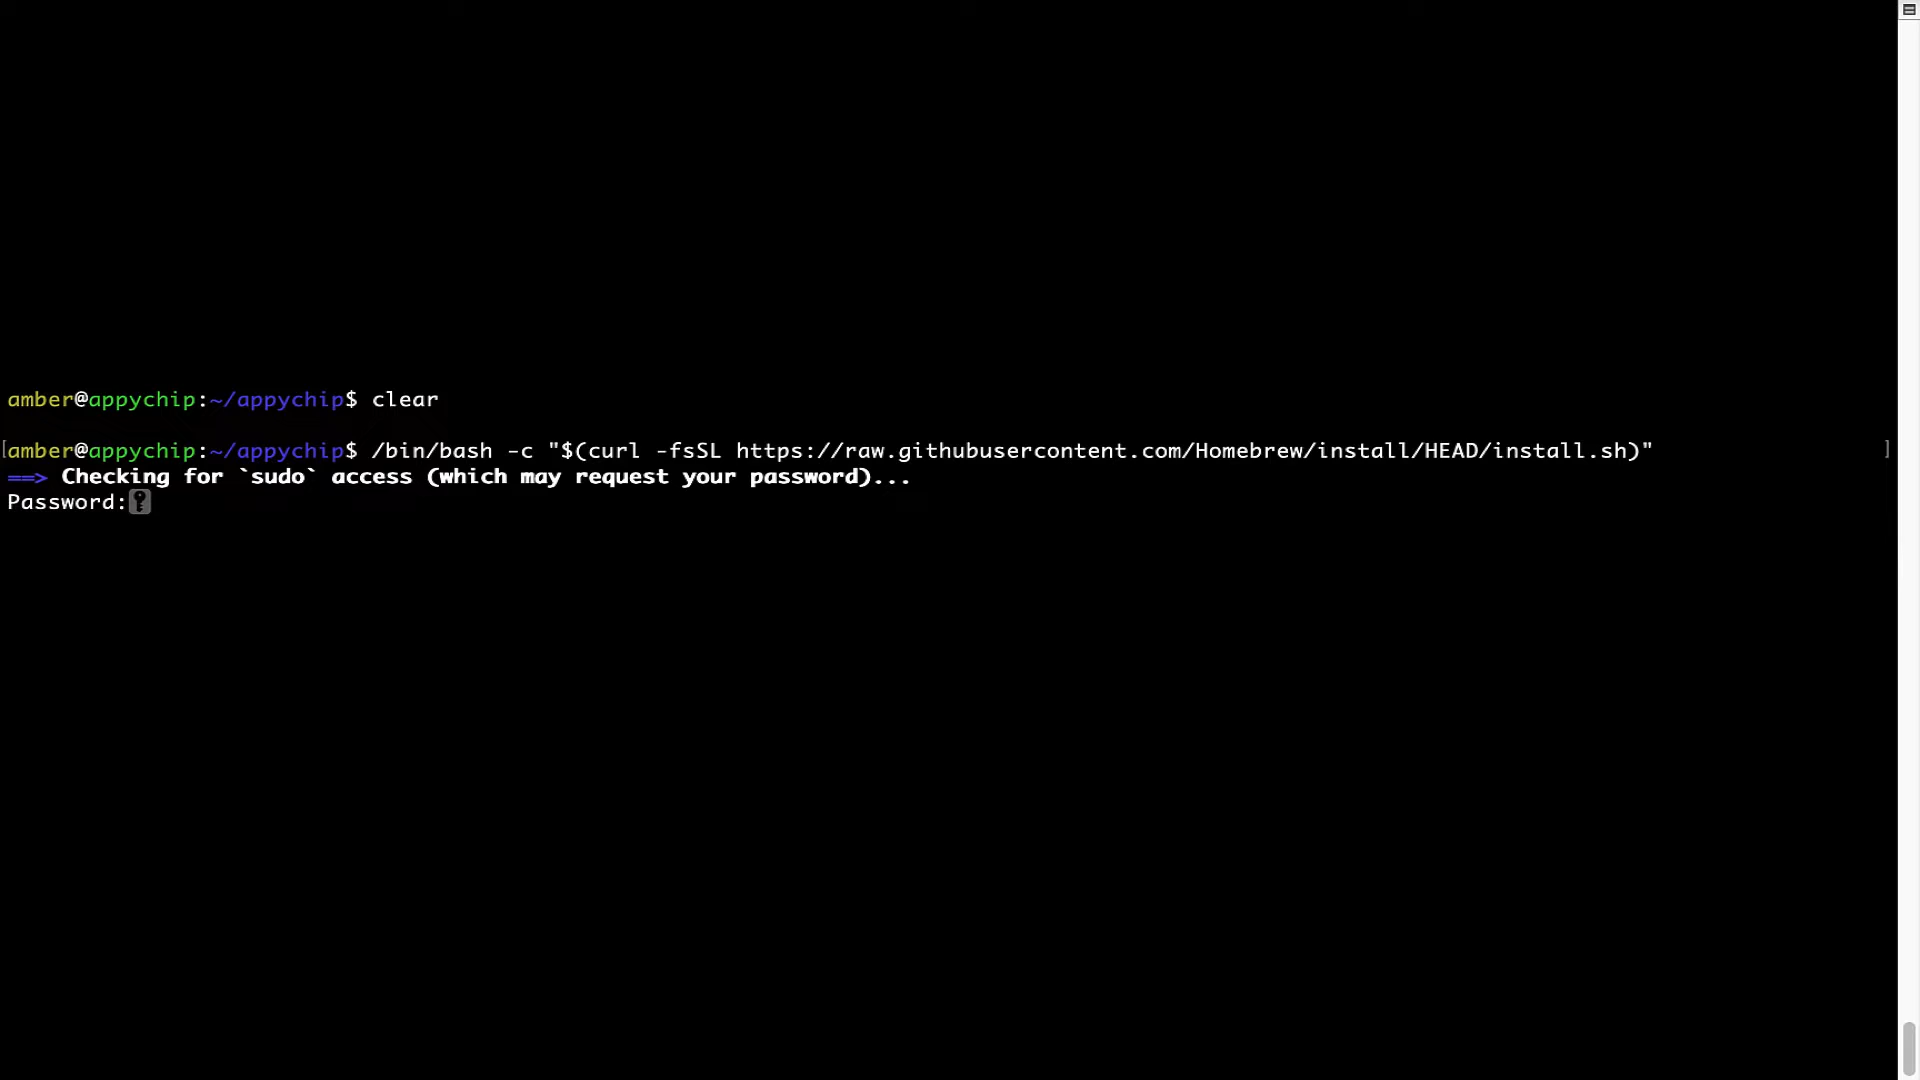 amber@appychip:~/appychip$ clear
[amber@appychip:~/appychip$ /bin/bash -c "$(curl -fsSL https://raw.githubusercontent.com/Homebrew/install/HEAD/install.sh)" ]
==> Checking for `sudo` access (which may request your password)...
Password: